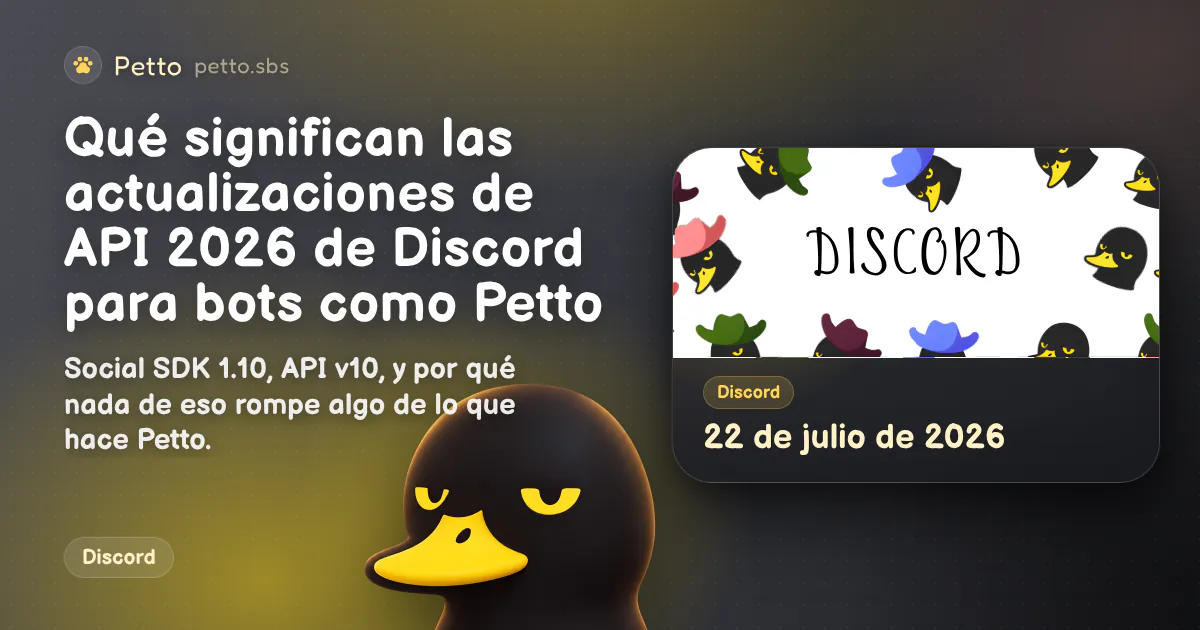 Petto petto.sbs
Qué significan las
actualizaciones de
API 2026 de Discord
para bots como Petto
Social SDK 1.10, API v10, y por qué
nada de eso rompe algo de lo que
hace Petto.
Discord
DISCORD
Discord
22 de julio de 2026